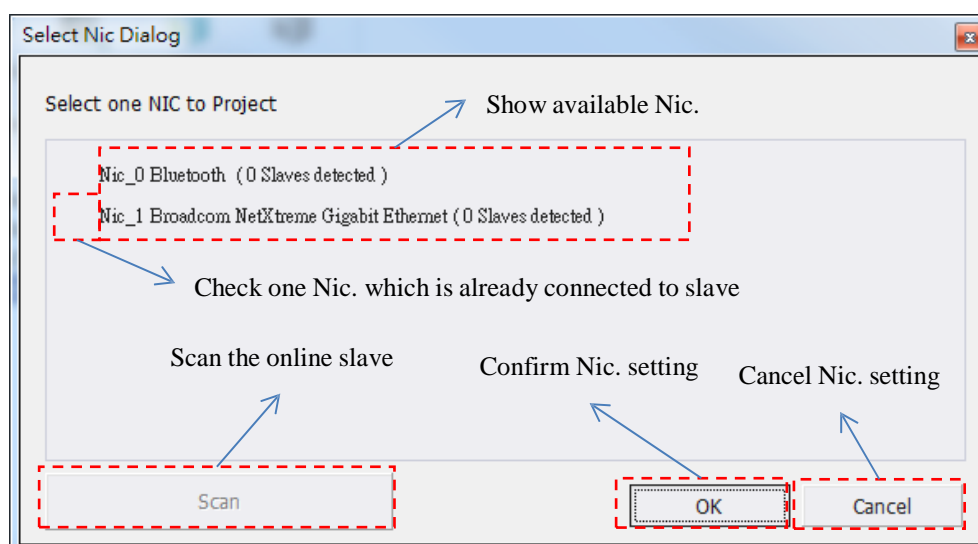 Select Nic Dialog
Select one NIC to Project
Show available Nic.
Nic_0 Bluetooth ( 0 Slaves detected )
Nic_1 Broadcom NetXtreme Gigabit Ethernet ( 0 Slaves detected )
Check one Nic. which is already connected to slave
Scan the online slave
Confirm Nic. setting
Cancel Nic. setting
Scan
OK
Cancel